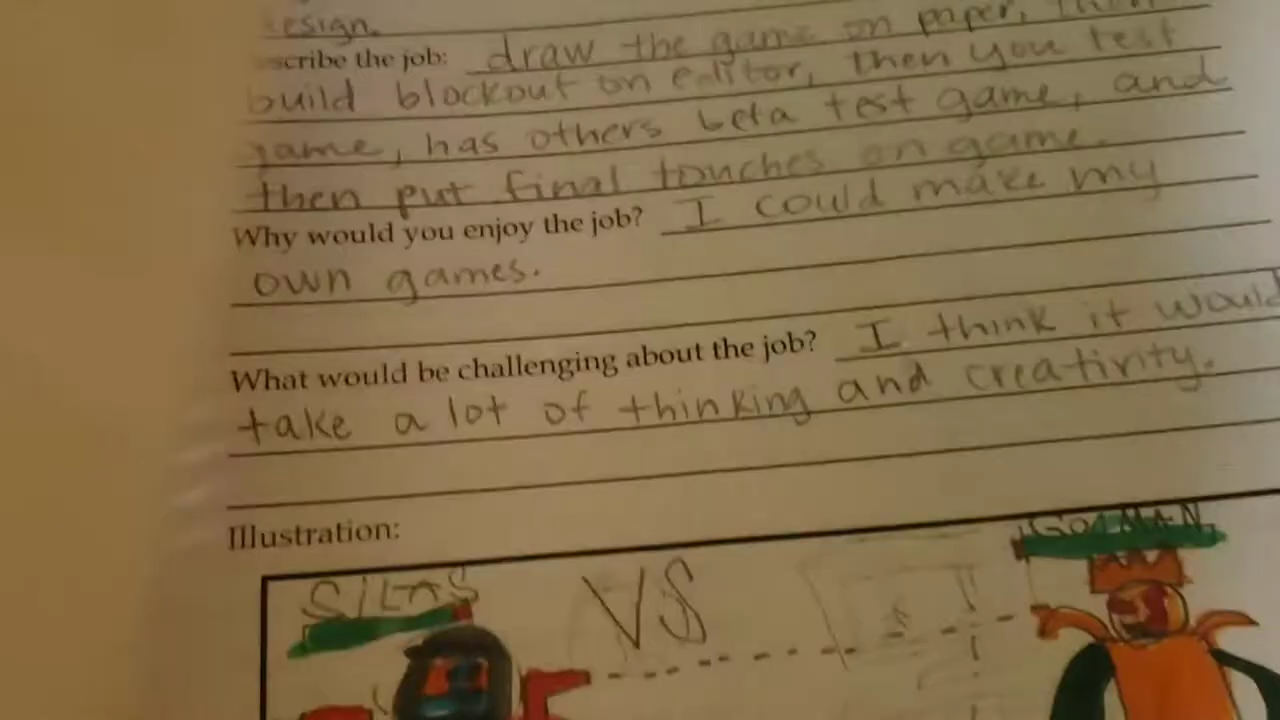 esign.
scribe the job: draw the game on paper, then
build blockout on editor, then you test
game, has others beta test game, and
then put final touches on game.
Why would you enjoy the job? I could make my
own games.
What would be challenging about the job? I think it would
take a lot of thinking and creativity.
Illustration:
SILAS VS